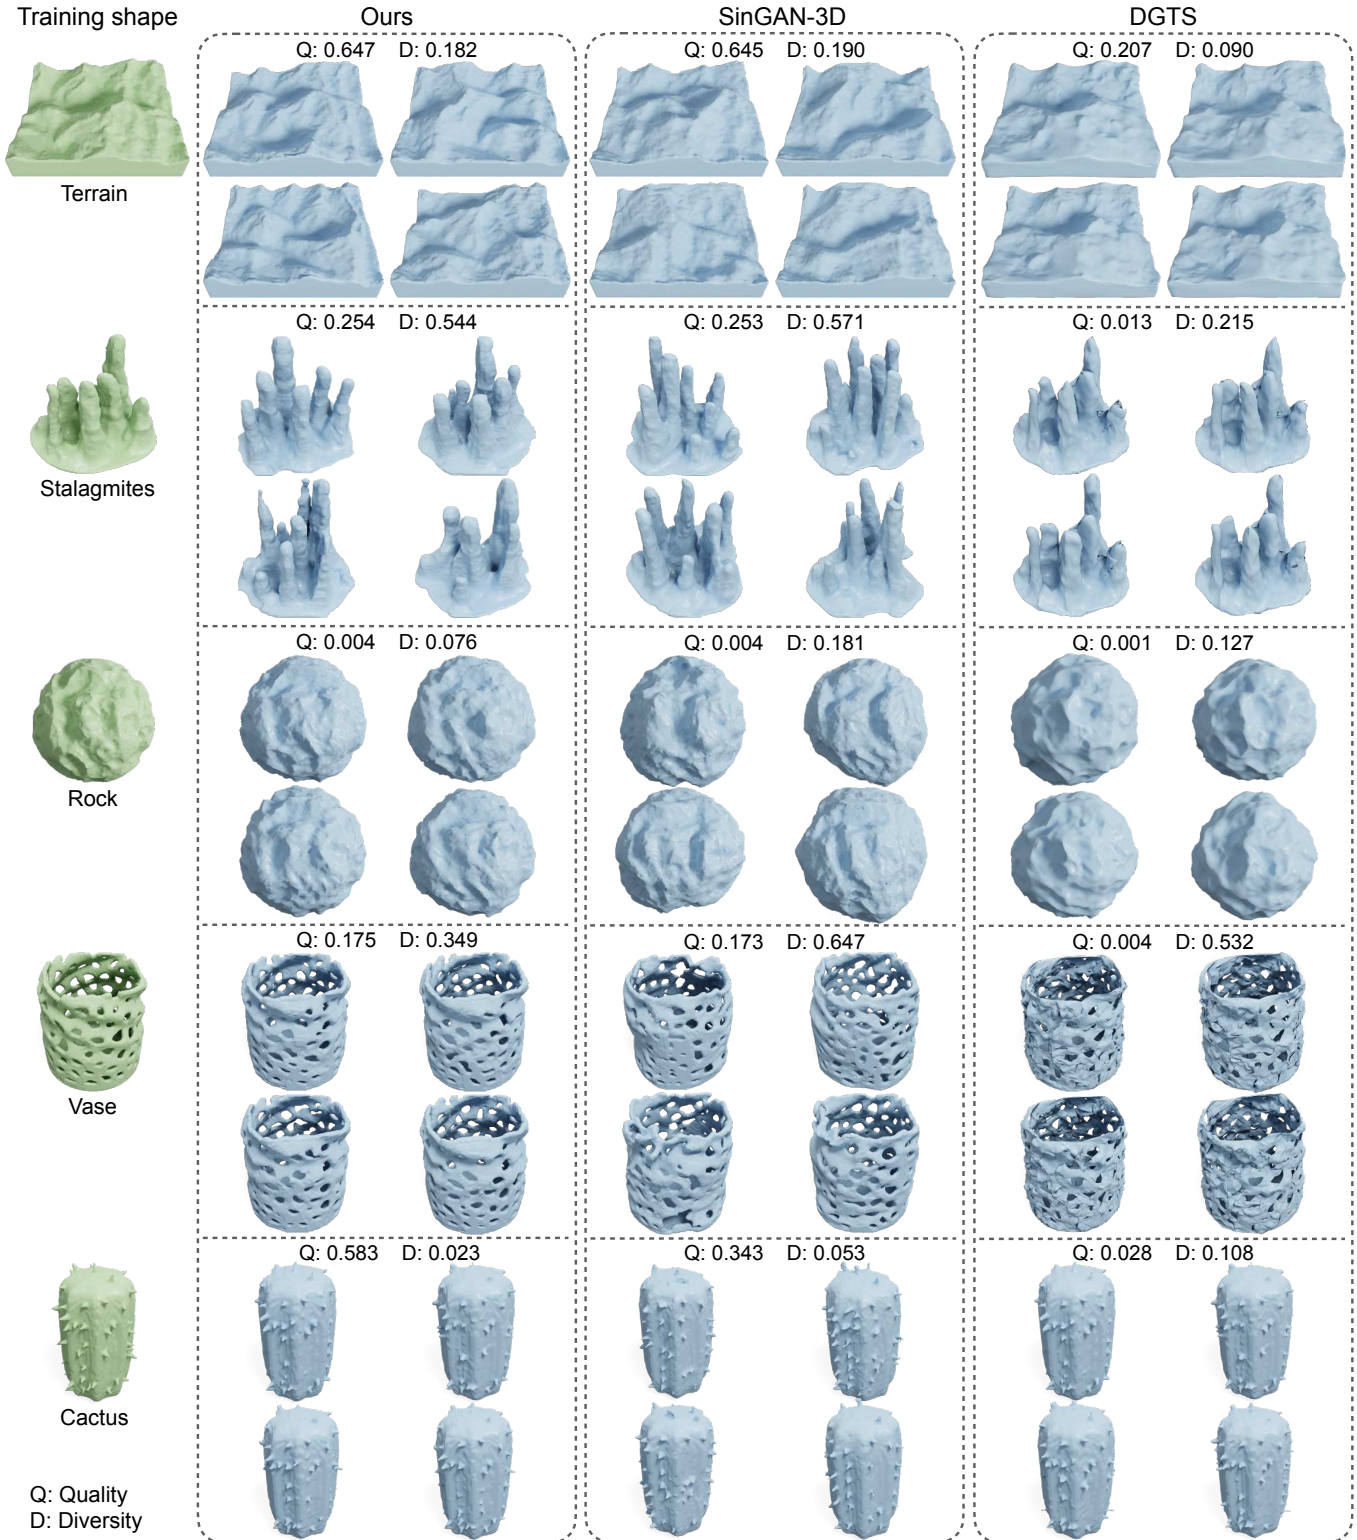 Training shape Ours SinGAN-3D DGTS
Q: 0.647 D: 0.182 Q: 0.645 D: 0.190 Q: 0.207 D: 0.090
Terrain
Q: 0.254 D: 0.544 Q: 0.253 D: 0.571 Q: 0.013 D: 0.215
Stalagmites
Q: 0.004 D: 0.076 Q: 0.004 D: 0.181 Q: 0.001 D: 0.127
Rock
Q: 0.175 D: 0.349 Q: 0.173 D: 0.647 Q: 0.004 D: 0.532
Vase
Q: 0.583 D: 0.023 Q: 0.343 D: 0.053 Q: 0.028 D: 0.108
Cactus
Q: Quality
D: Diversity